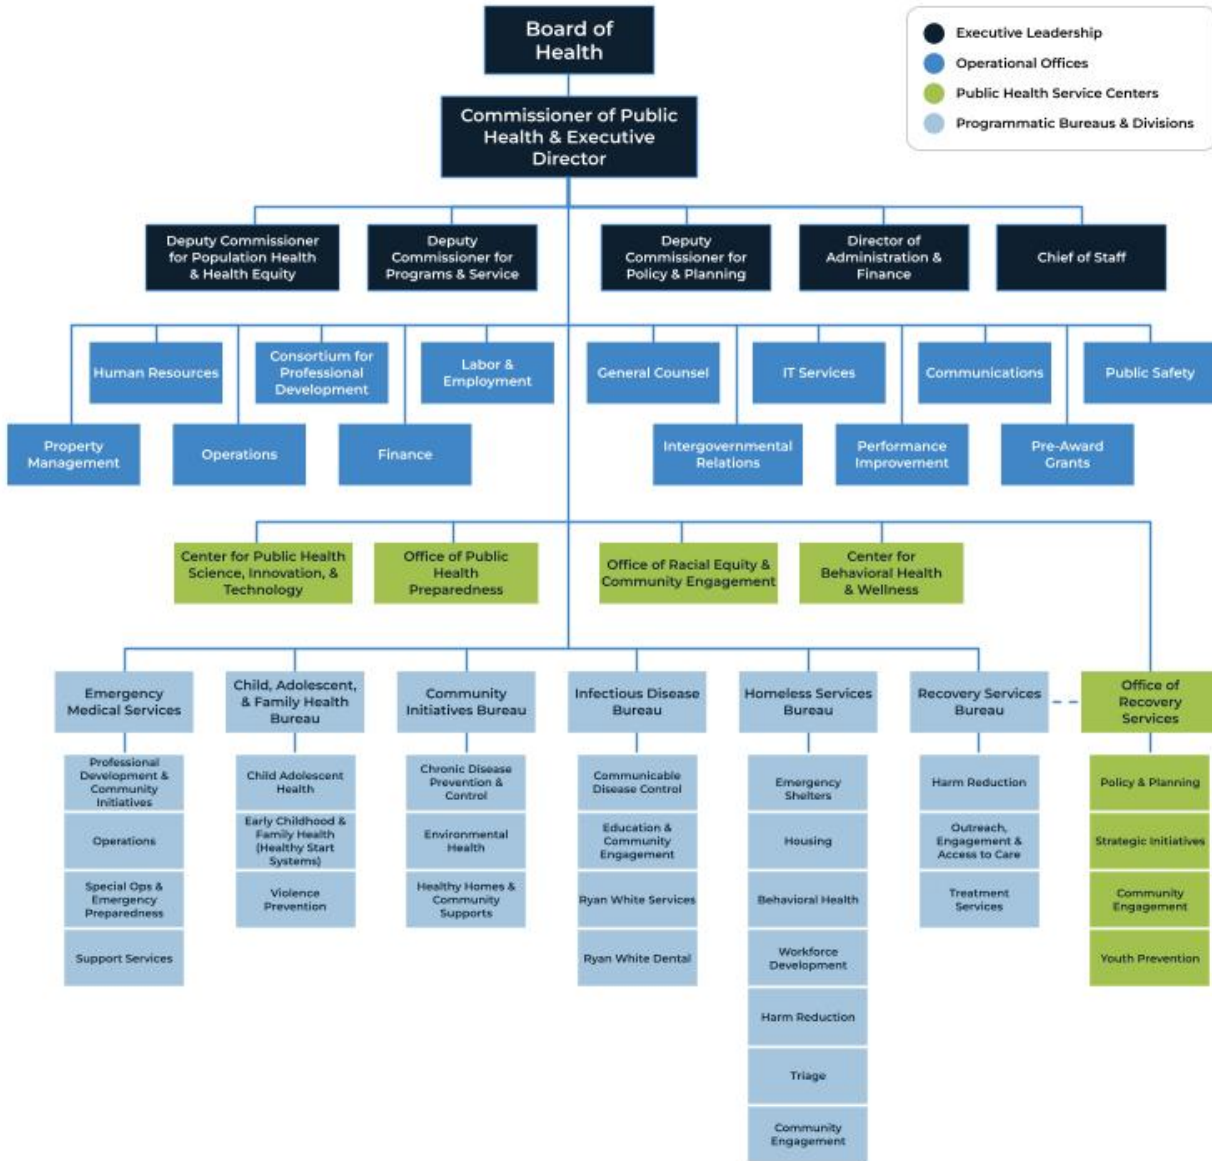 Board of
Health
Executive Leadership
Operational Offices
Public Health Service Centers
Programmatic Bureaus & Divisions
Commissioner of Public
Health & Executive
Director
Deputy Commissioner
for Population Health
& Health Equity
Deputy
Commissioner for
Programs & Service
Deputy
Commissioner for
Policy & Planning
Director of
Administration &
Finance
Chief of Staff
Human Resources
Consortium for
Professional
Development
Labor &
Employment
General Counsel
IT Services
Communications
Public Safety
Property
Management
Operations
Finance
Intergovernmental
Relations
Performance
Improvement
Pre-Award
Grants
Center for Public Health
Science, Innovation, &
Technology
Office of Public
Health
Preparedness
Office of Racial Equity &
Community Engagement
Center for
Behavioral Health
& Wellness
Emergency
Medical Services
Child, Adolescent,
& Family Health
Bureau
Community
Initiatives Bureau
Infectious Disease
Bureau
Homeless Services
Bureau
Recovery Services
Bureau
Office of
Recovery
Services
Professional
Development &
Community
Initiatives
Operations
Special Ops &
Emergency
Preparedness
Support Services
Child Adolescent
Health
Early Childhood &
Family Health
(Healthy Start
Systems)
Violence
Prevention
Chronic Disease
Prevention &
Control
Environmental
Health
Healthy Homes &
Community
Supports
Communicable
Disease Control
Education &
Community
Engagement
Ryan White Services
Ryan White Dental
Emergency
Shelters
Housing
Behavioral Health
Workforce
Development
Harm Reduction
Triage
Community
Engagement
Harm Reduction
Outreach,
Engagement &
Access to Care
Treatment
Services
Policy & Planning
Strategic Initiatives
Community
Engagement
Youth Prevention